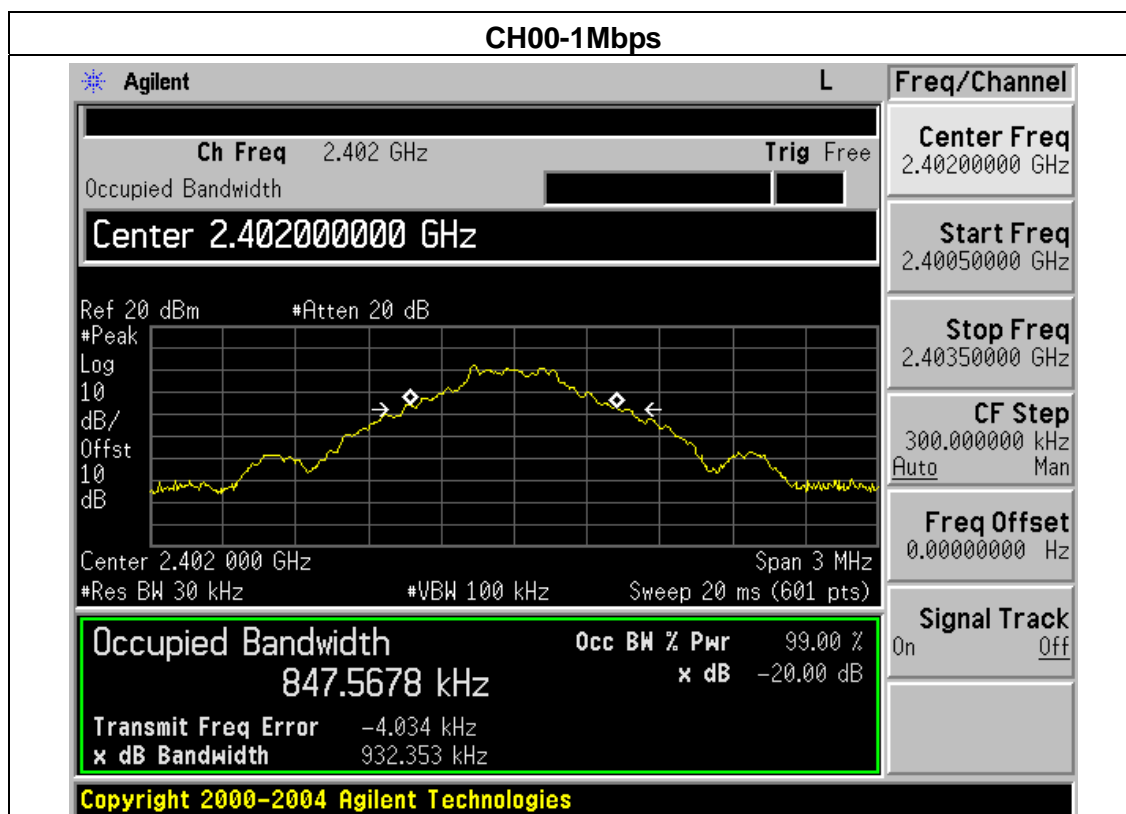 CH00-1Mbps
Agilent L Freq/Channel
Ch Freq 2.402 GHz Trig Free
Occupied Bandwidth
Center 2.402000000 GHz
Center Freq
2.40200000 GHz
Start Freq
2.40050000 GHz
Stop Freq
2.40350000 GHz
CF Step
300.000000 kHz
Auto Man
Freq Offset
0.00000000 Hz
Signal Track
On Off
Ref 20 dBm #Atten 20 dB
#Peak
Log
10
dB/
Offst
10
dB
Center 2.402 000 GHz Span 3 MHz
#Res BW 30 kHz #VBW 100 kHz Sweep 20 ms (601 pts)
Occupied Bandwidth Occ BW % Pwr 99.00 %
847.5678 kHz x dB -20.00 dB
Transmit Freq Error -4.034 kHz
x dB Bandwidth 932.353 kHz
Copyright 2000-2004 Agilent Technologies